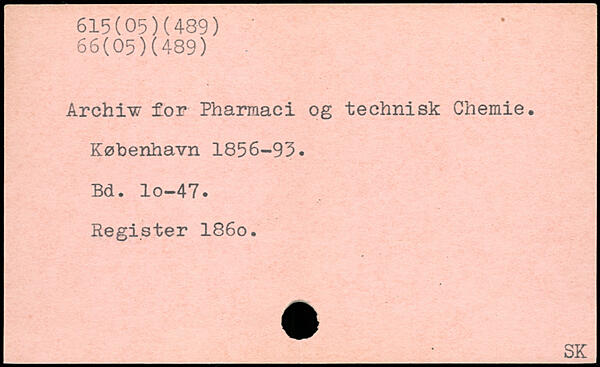 615(05)(489)
66(05)(489)
Archiw for Pharmaci og technisk Chemie.
København 1856-93.
Bd. lo-47.
Register 186o.
SK